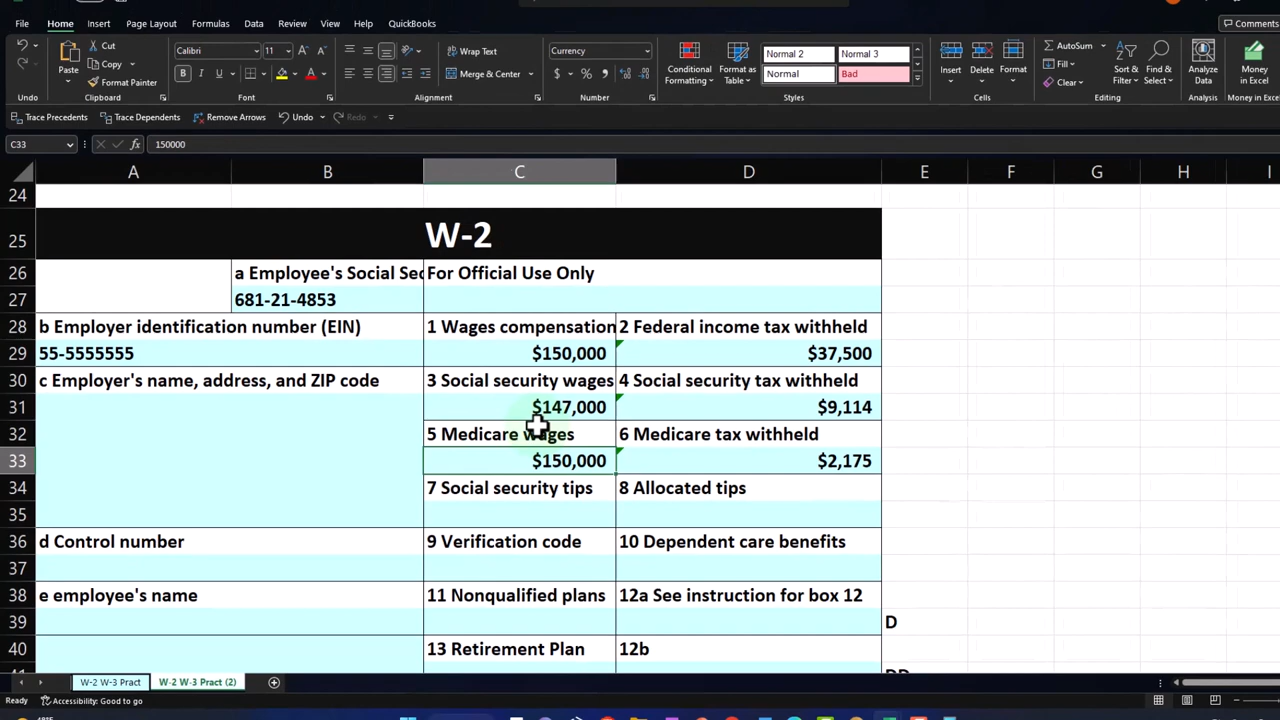 File Home Insert Page Layout Formulas Data Review View Help QuickBooks Comments
Cut Calibri 11 Wrap Text Currency Normal 2 Normal 3 AutoSum
Paste Copy Merge & Center Conditional Formatting Format as Table Normal Bad Insert Delete Format Fill Sort & Filter Find & Select Analyze Data Money in Excel
Format Painter Clear
Undo Clipboard Font Alignment Number Styles Cells Editing Analysis Money in Excel
Trace Precedents Trace Dependents Remove Arrows Undo Redo
C33 fx 150000
A B C D E F G H I
24
25 W-2
26 a Employee's Social Sec For Official Use Only
27 681-21-4853
28 b Employer identification number (EIN) 1 Wages compensation 2 Federal income tax withheld
29 55-5555555 $150,000 $37,500
30 c Employer's name, address, and ZIP code 3 Social security wages 4 Social security tax withheld
31 $147,000 $9,114
32 5 Medicare wages 6 Medicare tax withheld
33 $150,000 $2,175
34 7 Social security tips 8 Allocated tips
35
36 d Control number 9 Verification code 10 Dependent care benefits
37
38 e employee's name 11 Nonqualified plans 12a See instruction for box 12
39 D
40 13 Retirement Plan 12b
W-2 W-3 Pract W-2 W-3 Pract (2)
Ready Accessibility: Good to go